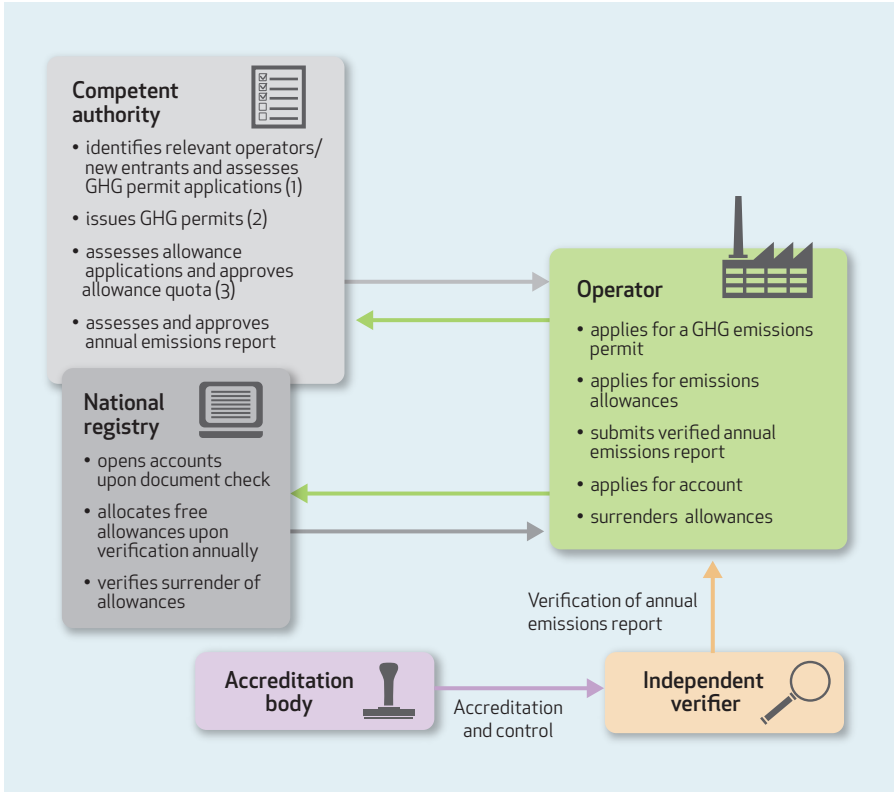 Competent
authority
• identifies relevant operators/
new entrants and assesses
GHG permit applications (1)
• issues GHG permits (2)
• assesses allowance
applications and approves
allowance quota (3)
• assesses and approves
annual emissions report
National
registry
• opens accounts
upon document check
• allocates free
allowances upon
verification annually
• verifies surrender of
allowances
Operator
• applies for a GHG emissions
permit
• applies for emissions
allowances
• submits verified annual
emissions report
• applies for account
• surrenders allowances
Verification of annual
emissions report
Accreditation
body
Accreditation
and control
Independent
verifier